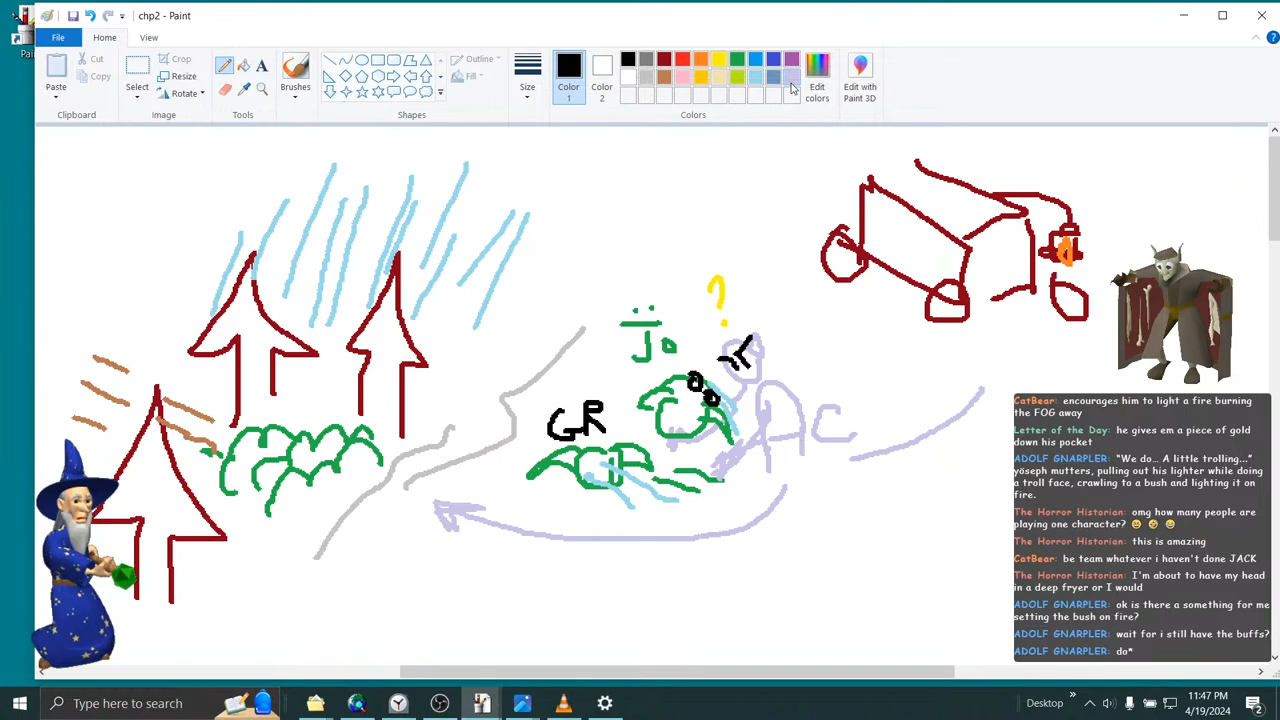 chp2 - Paint
File
Home
View
Paste
Cut
Copy
Clipboard
Select
Crop
Resize
Rotate
Image
Tools
Brushes
Outline
Fill
Shapes
Size
Color 1
Color 2
Colors
Edit colors
Edit with Paint 3D
?
Jo
GR
AC
CatBear: encourages him to light a fire burning
the FOG away
Letter of the Day: he gives em a piece of gold
down his pocket
ADOLF GNARPLER: "We do… A little trolling…"
yöseph mutters, pulling out his lighter while doing
a troll face, crawling to a bush and lighting it on
fire.
The Horror Historian: omg how many people are
playing one character? 😆 🤣 😂
The Horror Historian: this is amazing
CatBear: be team whatever i haven't done JACK
The Horror Historian: I'm about to have my head
in a deep fryer or I would
ADOLF GNARPLER: ok is there a something for me
setting the bush on fire?
ADOLF GNARPLER: wait for i still have the buffs?
ADOLF GNARPLER: do*
Type here to search
Desktop
11:47 PM
4/19/2024
2